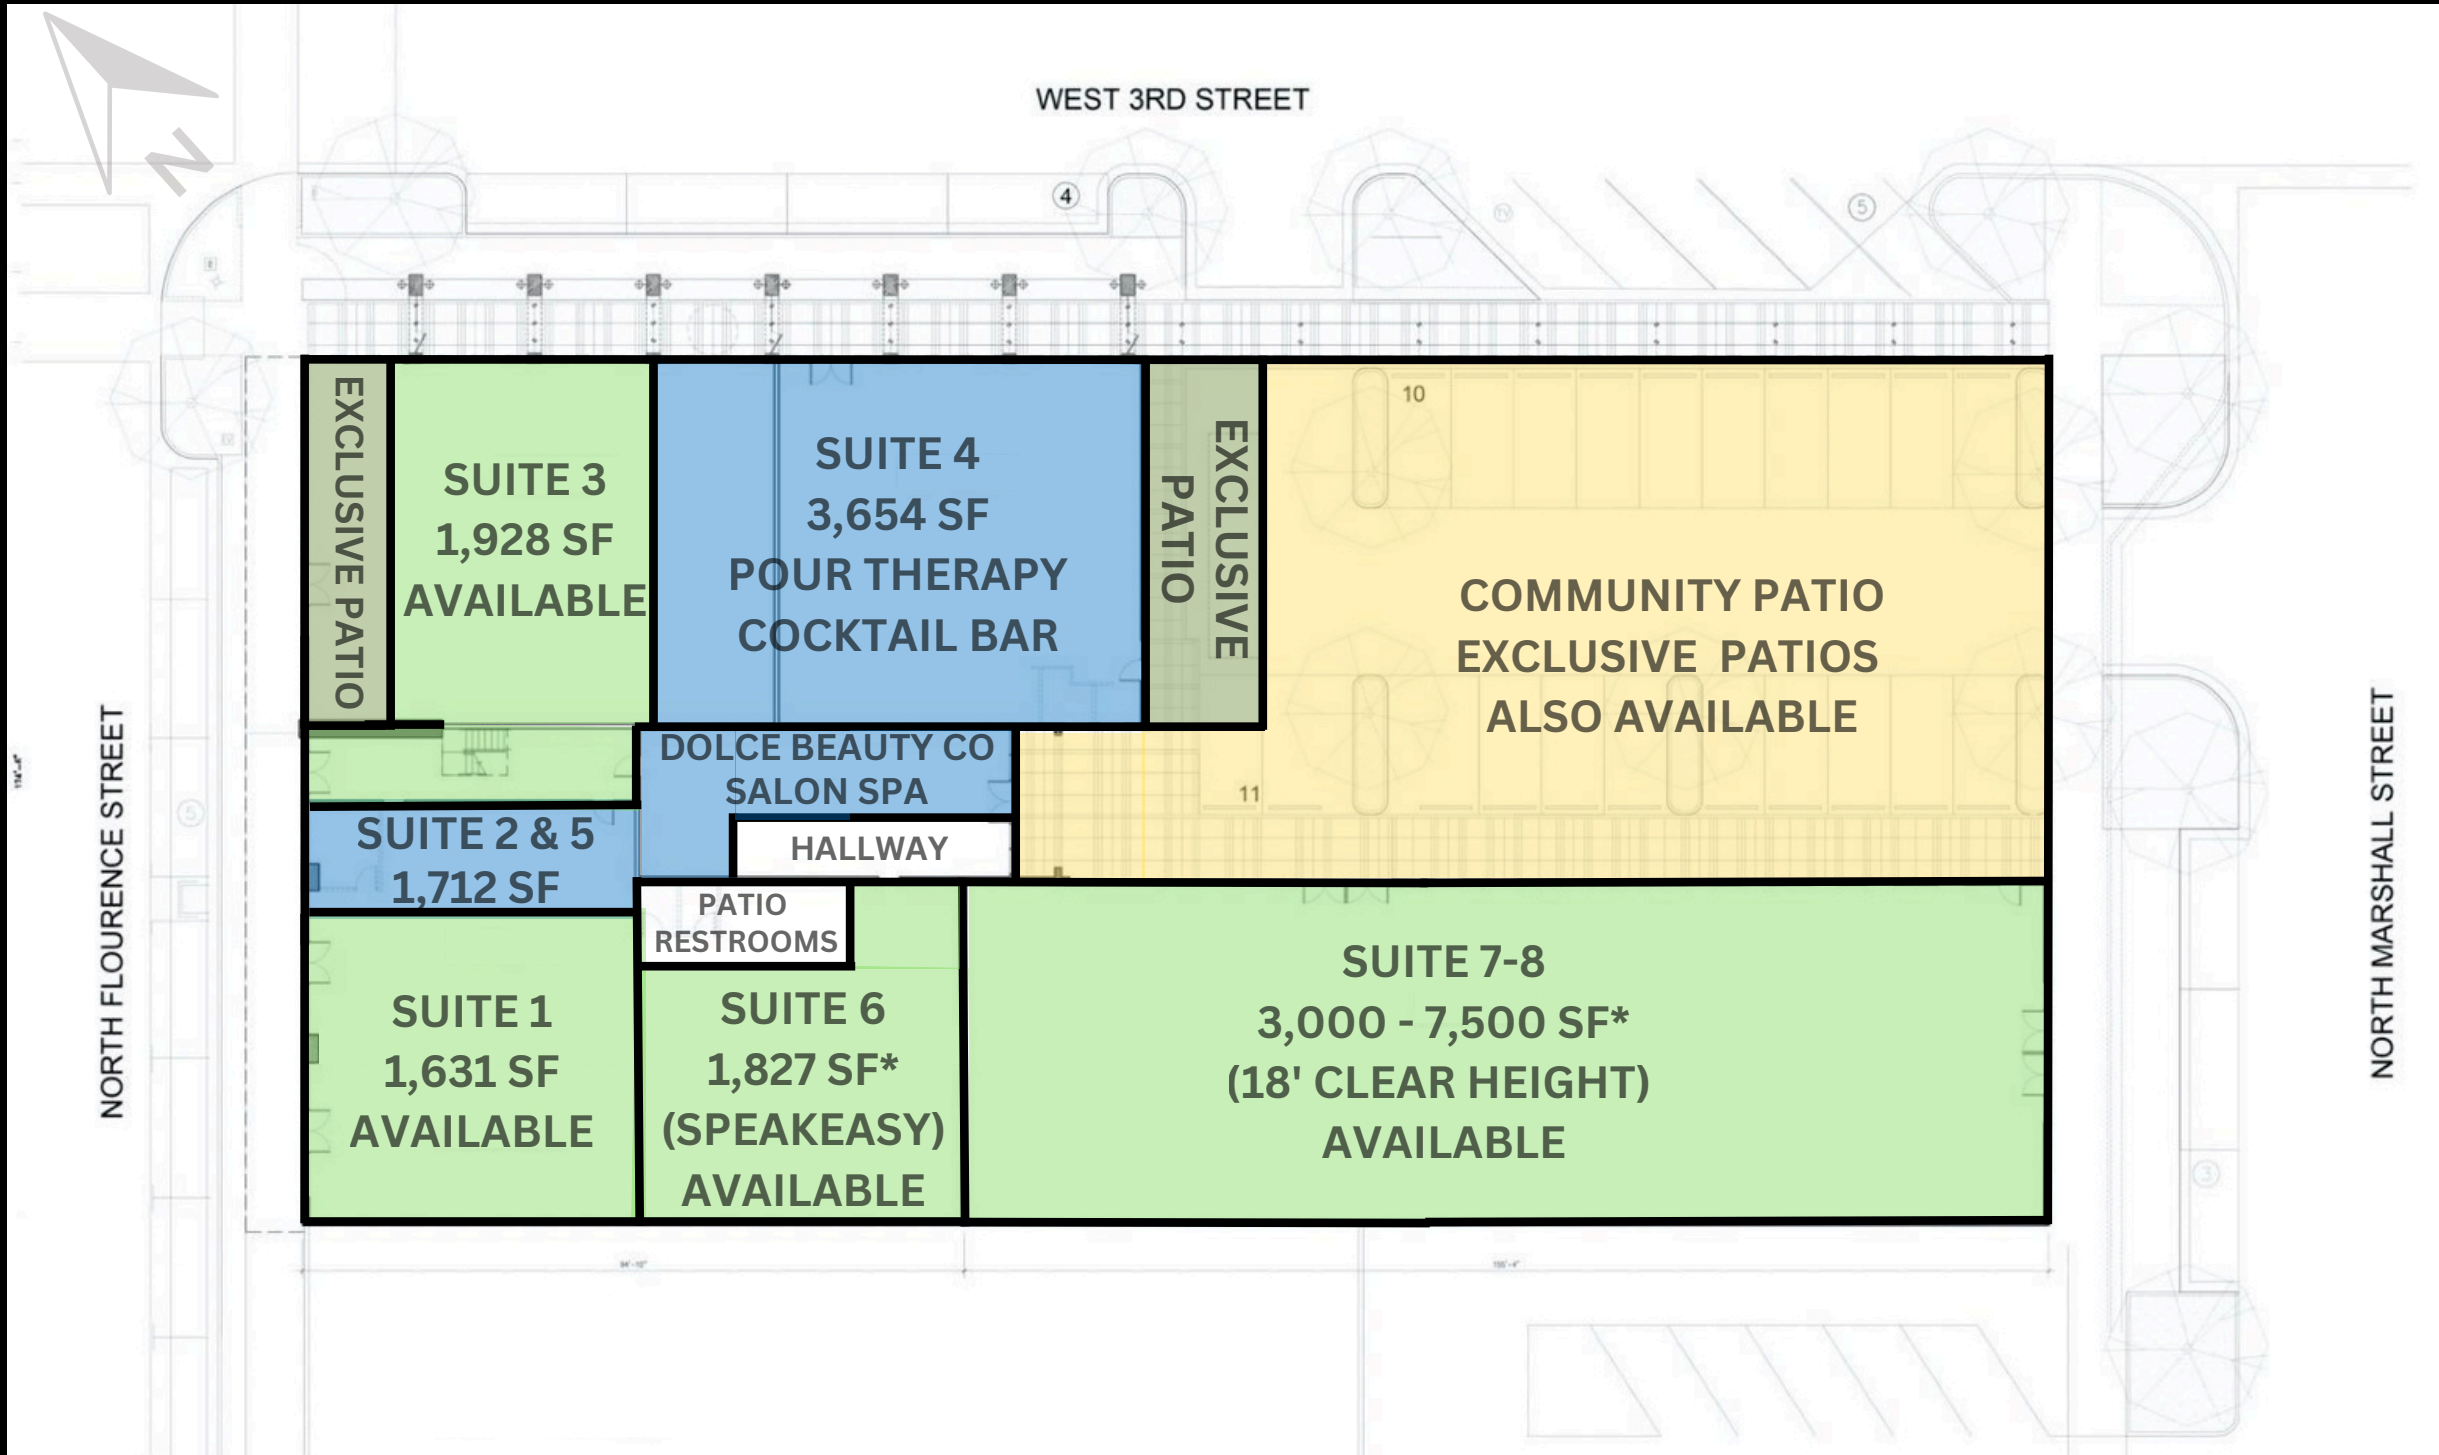 N
WEST 3RD STREET
4
5
10
EXCLUSIVE PATIO
SUITE 3
1,928 SF
AVAILABLE
SUITE 4
3,654 SF
POUR THERAPY
COCKTAIL BAR
EXCLUSIVE
PATIO
COMMUNITY PATIO
EXCLUSIVE PATIOS
ALSO AVAILABLE
11
NORTH FLOURENCE STREET
5
NORTH MARSHALL STREET
DOLCE BEAUTY CO
SALON SPA
HALLWAY
SUITE 2 & 5
1,712 SF
PATIO
RESTROOMS
SUITE 1
1,631 SF
AVAILABLE
SUITE 6
1,827 SF*
(SPEAKEASY)
AVAILABLE
SUITE 7-8
3,000 - 7,500 SF*
(18' CLEAR HEIGHT)
AVAILABLE
3
94'-10"